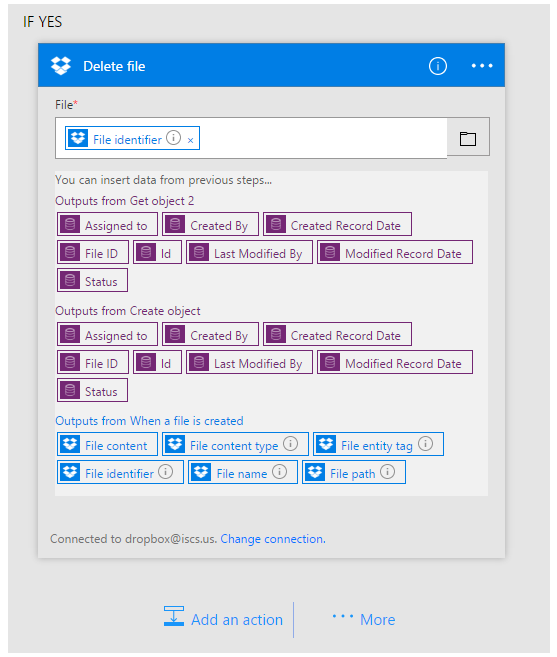 IF YES
Delete file
File*
File identifier ×
You can insert data from previous steps...
Outputs from Get object 2
Assigned to Created By Created Record Date
File ID Id Last Modified By Modified Record Date
Status
Outputs from Create object
Assigned to Created By Created Record Date
File ID Id Last Modified By Modified Record Date
Status
Outputs from When a file is created
File content File content type File entity tag
File identifier File name File path
Connected to dropbox@iscs.us. Change connection.
Add an action More